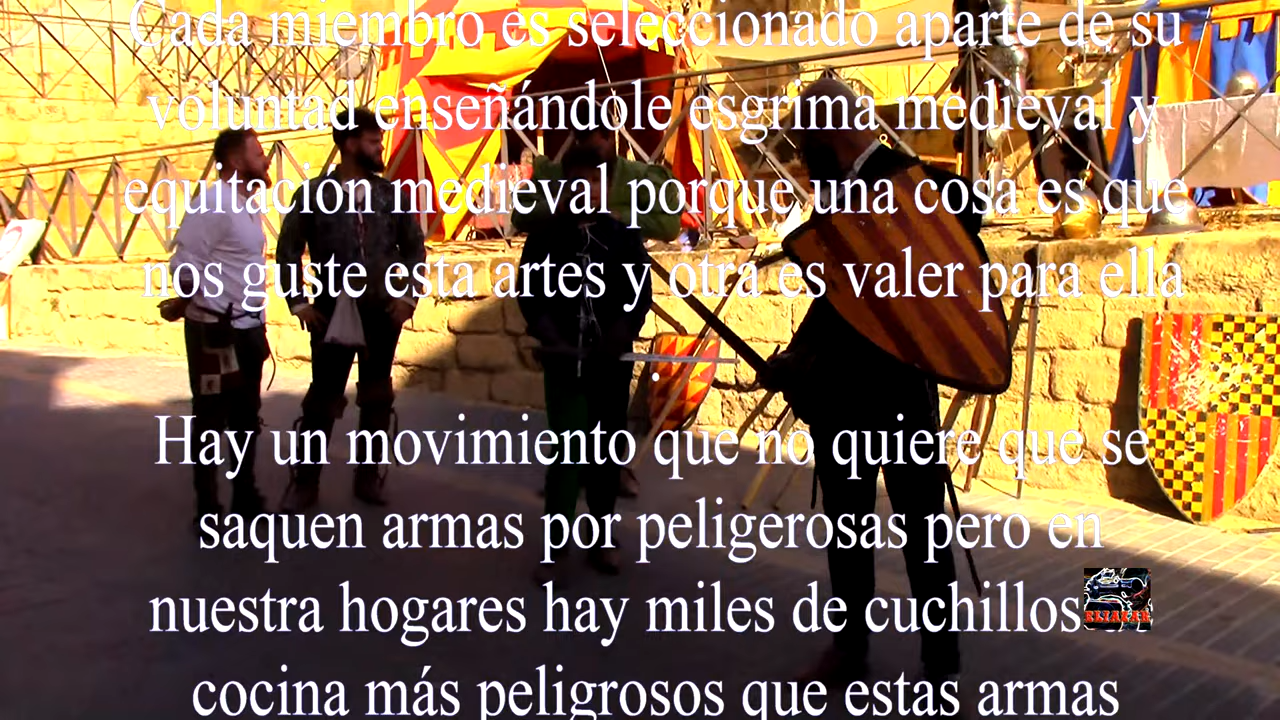 Cada miembro es seleccionado aparte de su
voluntad enseñándole esgrima medieval y
equitación medieval porque una cosa es que
nos guste esta artes y otra es valer para ella
.
Hay un movimiento que no quiere que se
saquen armas por peligerosas pero en
nuestra hogares hay miles de cuchillos
cocina más peligrosos que estas armas